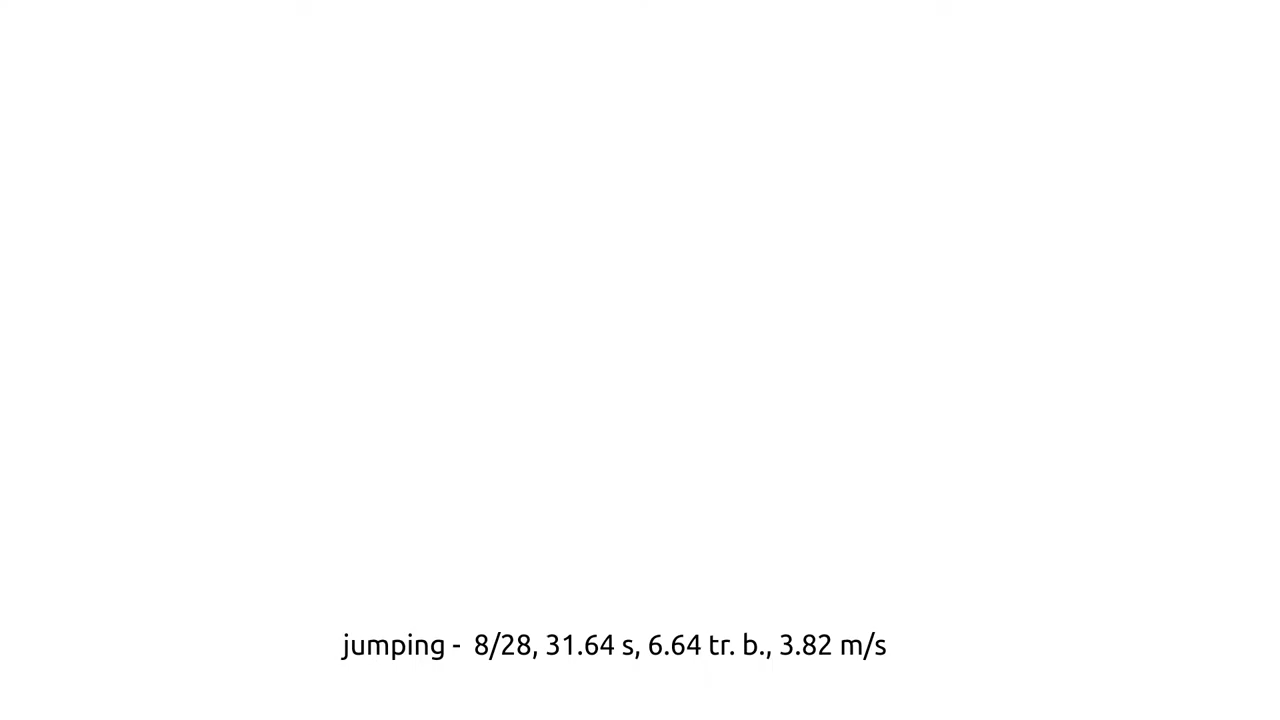 jumping -  8/28, 31.64 s, 6.64 tr. b., 3.82 m/s